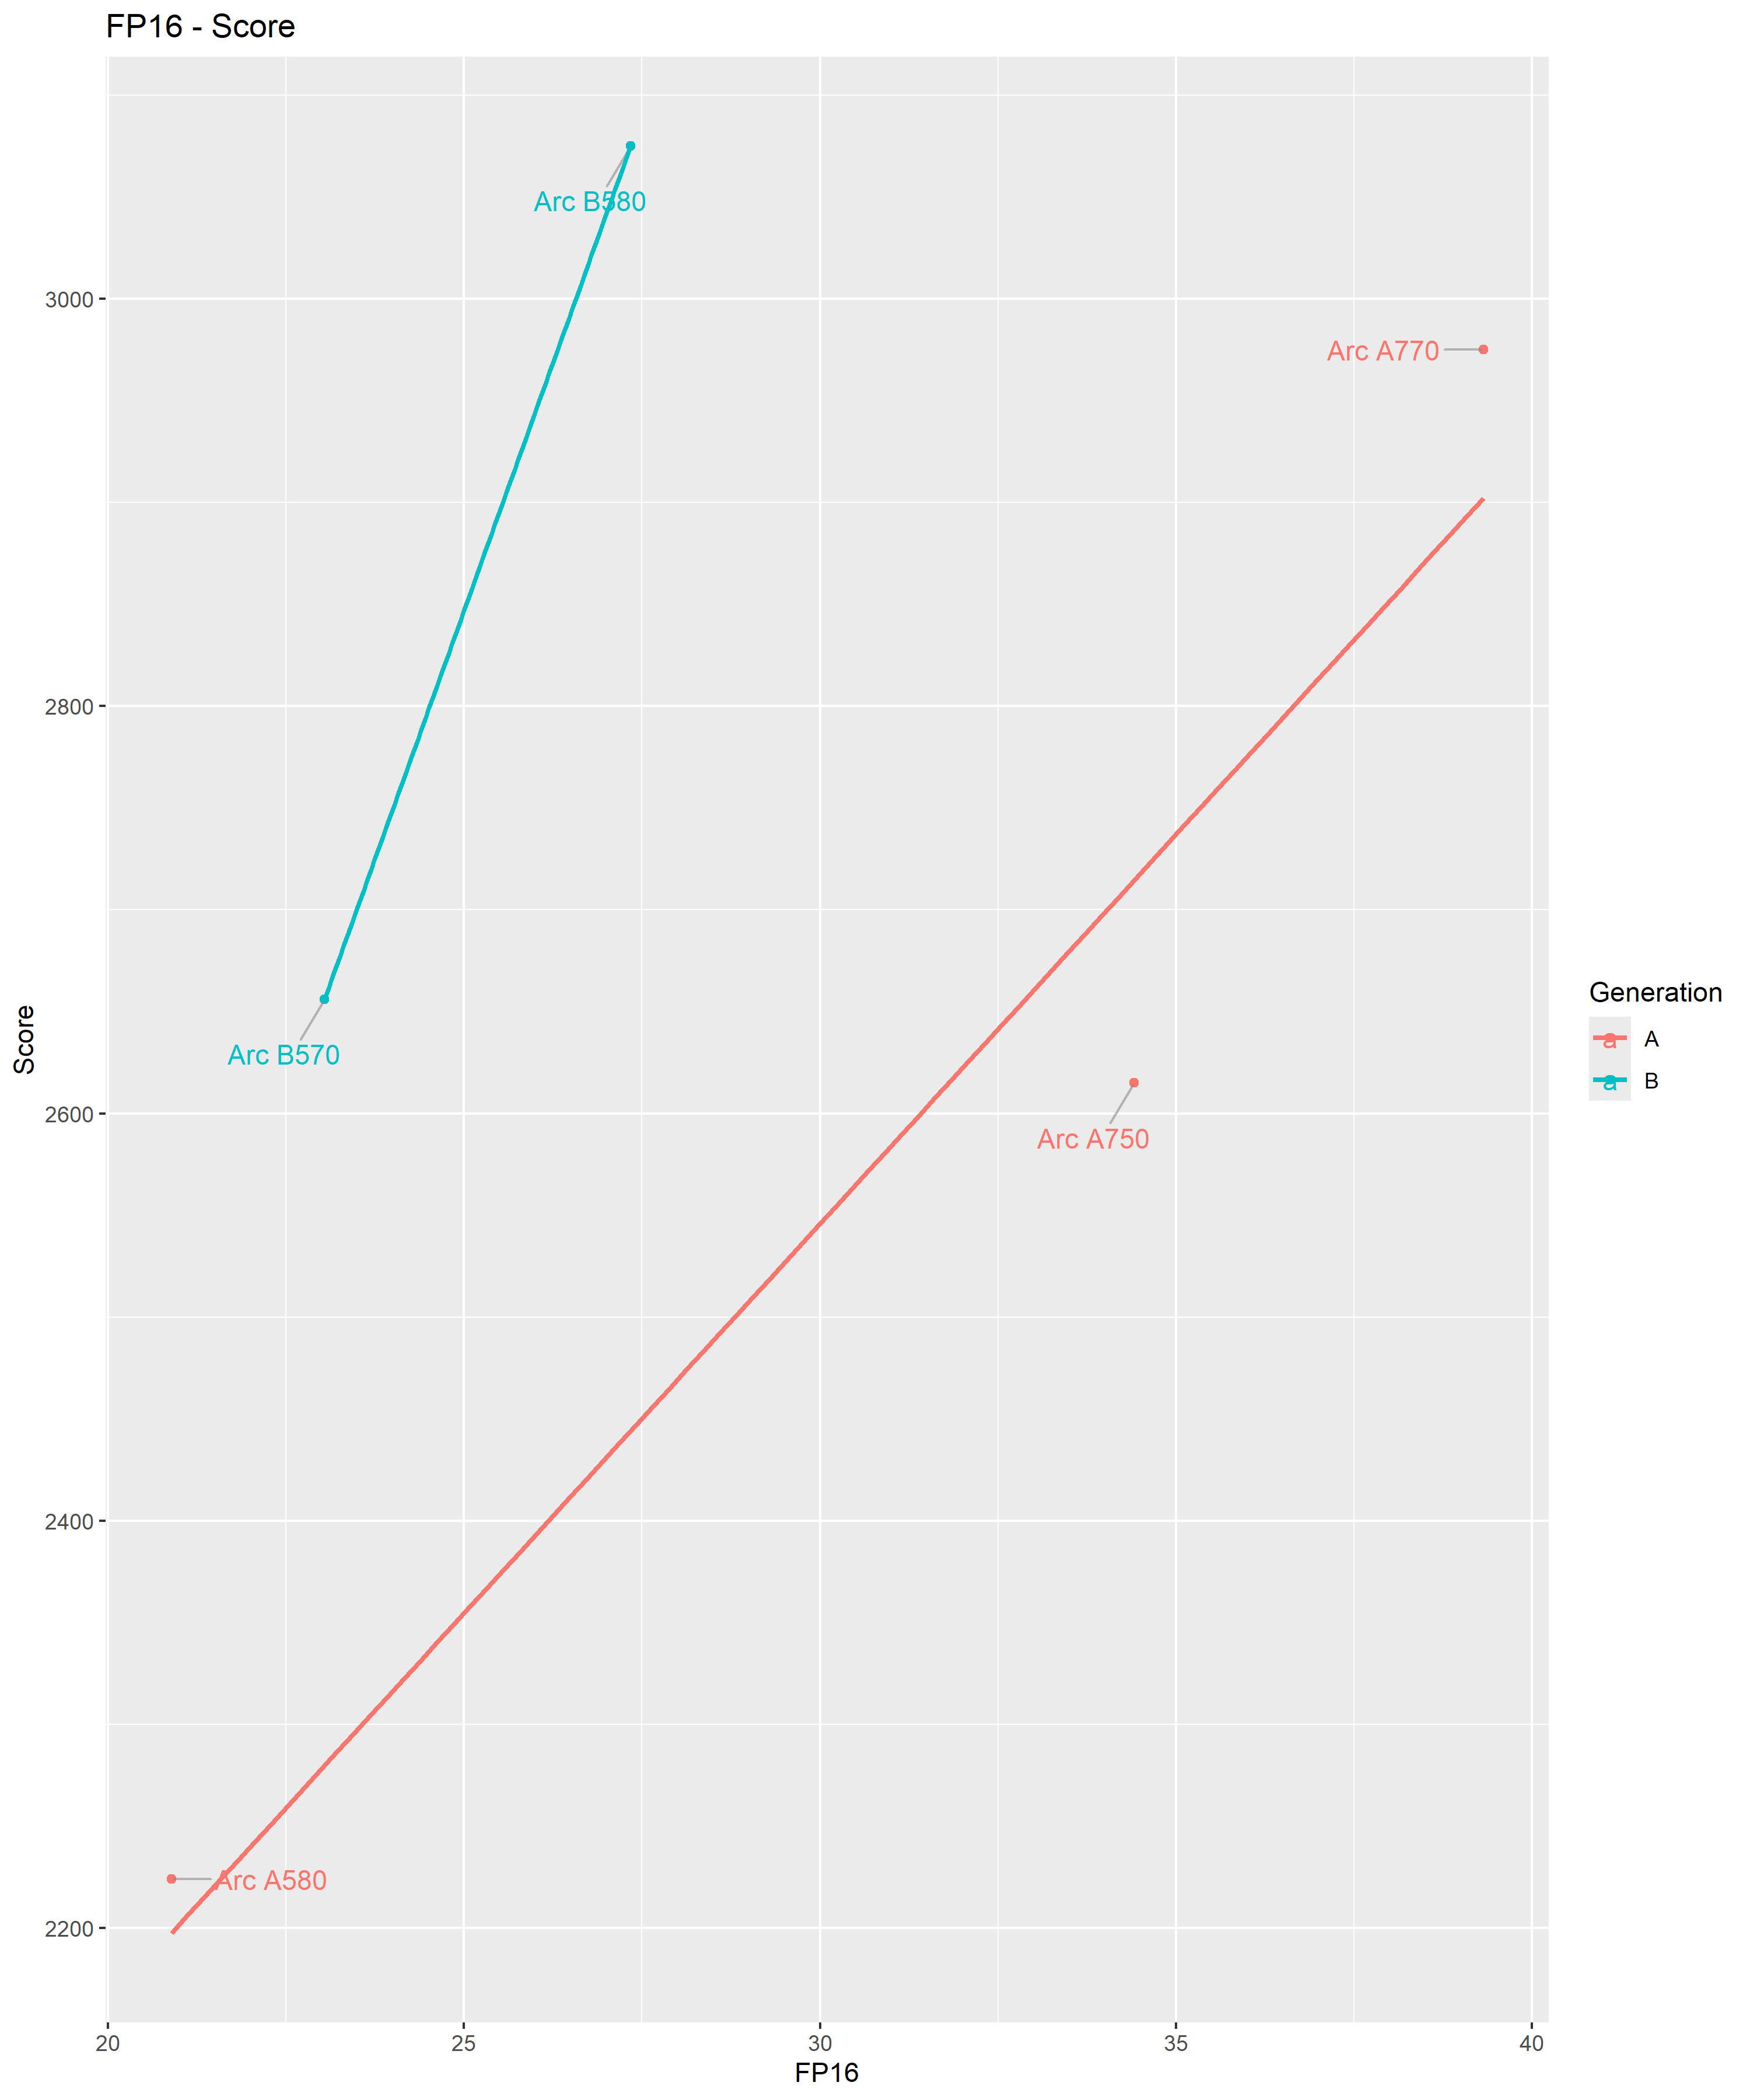 FP16 - Score
Arc B580
3000
Arc A770
2800
Generation
A
B
Score
Arc B570
2600
Arc A750
2400
Arc A580
2200
20 25 30 35 40
FP16